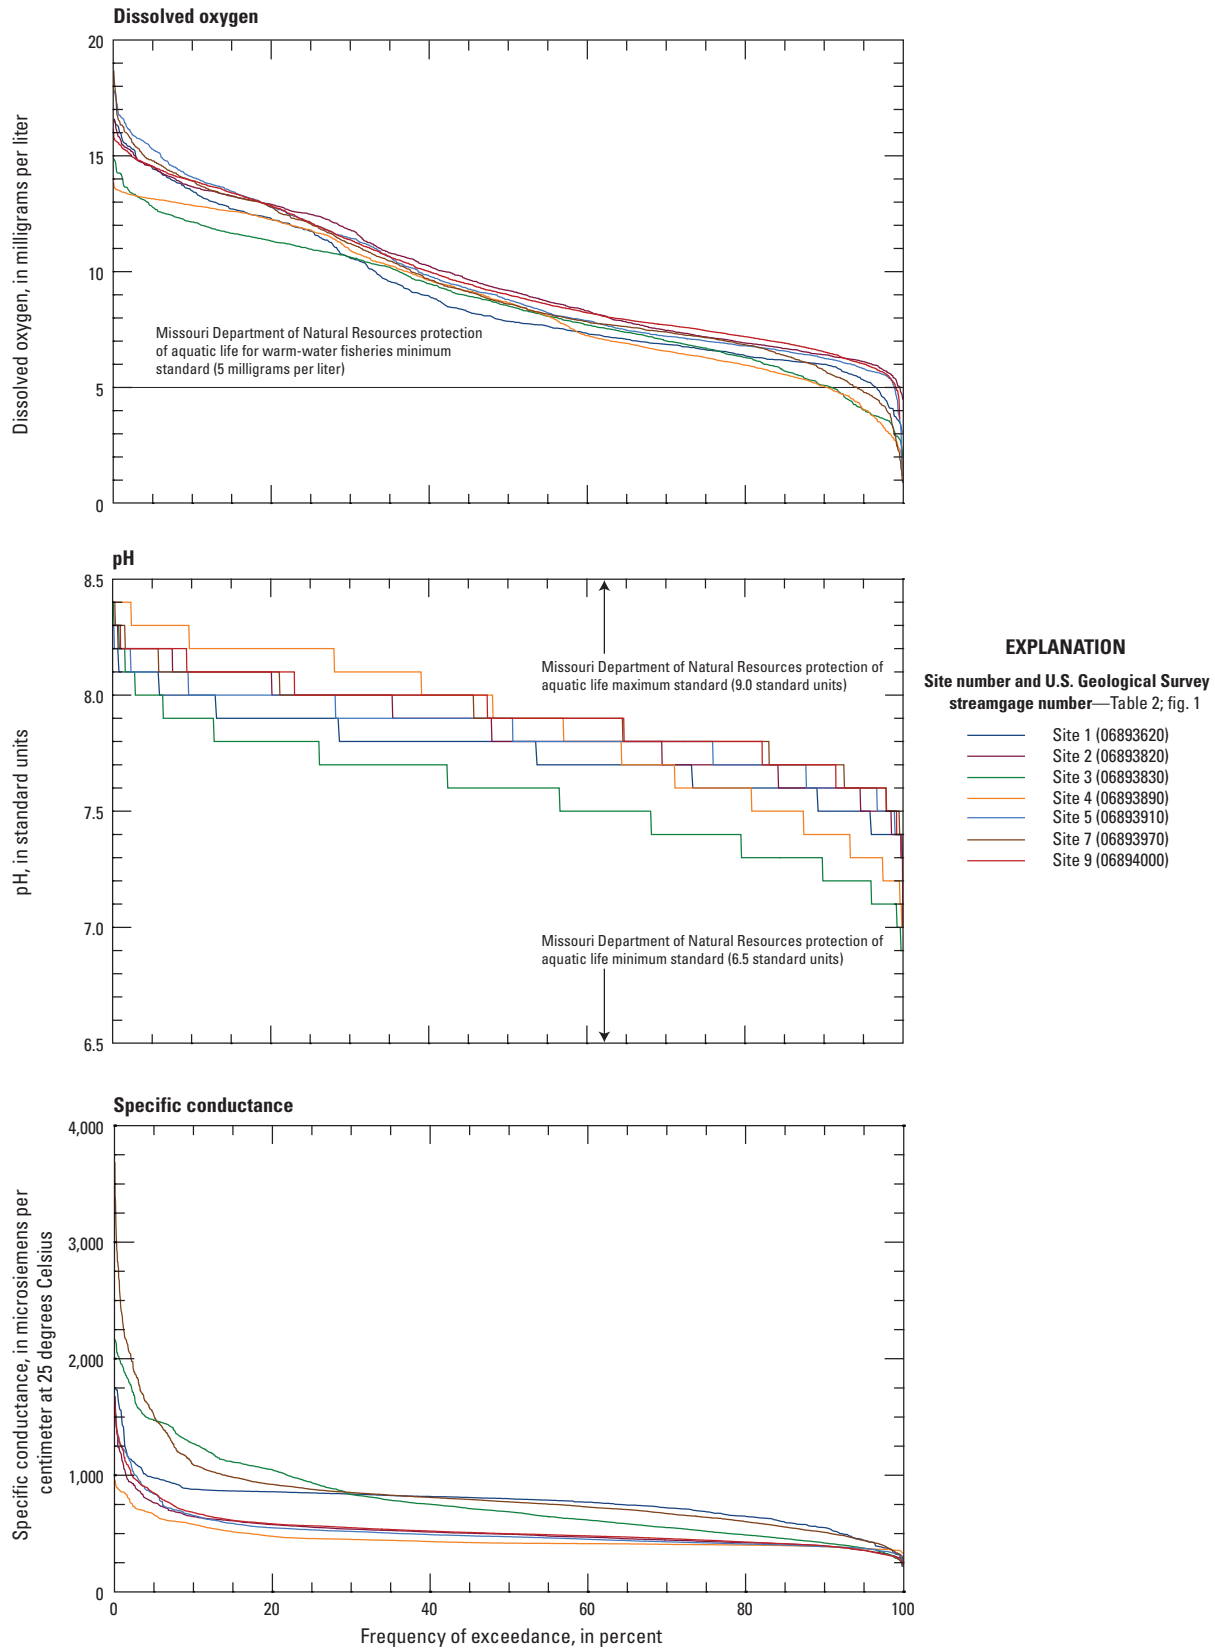 Dissolved oxygen
20
15
10
5
0
Dissolved oxygen, in milligrams per liter
Missouri Department of Natural Resources protection
of aquatic life for warm-water fisheries minimum
standard (5 milligrams per liter)
pH
8.5
8.0
7.5
7.0
6.5
pH, in standard units
Missouri Department of Natural Resources protection of
aquatic life maximum standard (9.0 standard units)
Missouri Department of Natural Resources protection of
aquatic life minimum standard (6.5 standard units)
EXPLANATION
Site number and U.S. Geological Survey
streamgage number—Table 2; fig. 1
Site 1 (06893620)
Site 2 (06893820)
Site 3 (06893830)
Site 4 (06893890)
Site 5 (06893910)
Site 7 (06893970)
Site 9 (06894000)
Specific conductance
4,000
3,000
2,000
1,000
0
Specific conductance, in microsiemens per
centimeter at 25 degrees Celsius
0 20 40 60 80 100
Frequency of exceedance, in percent